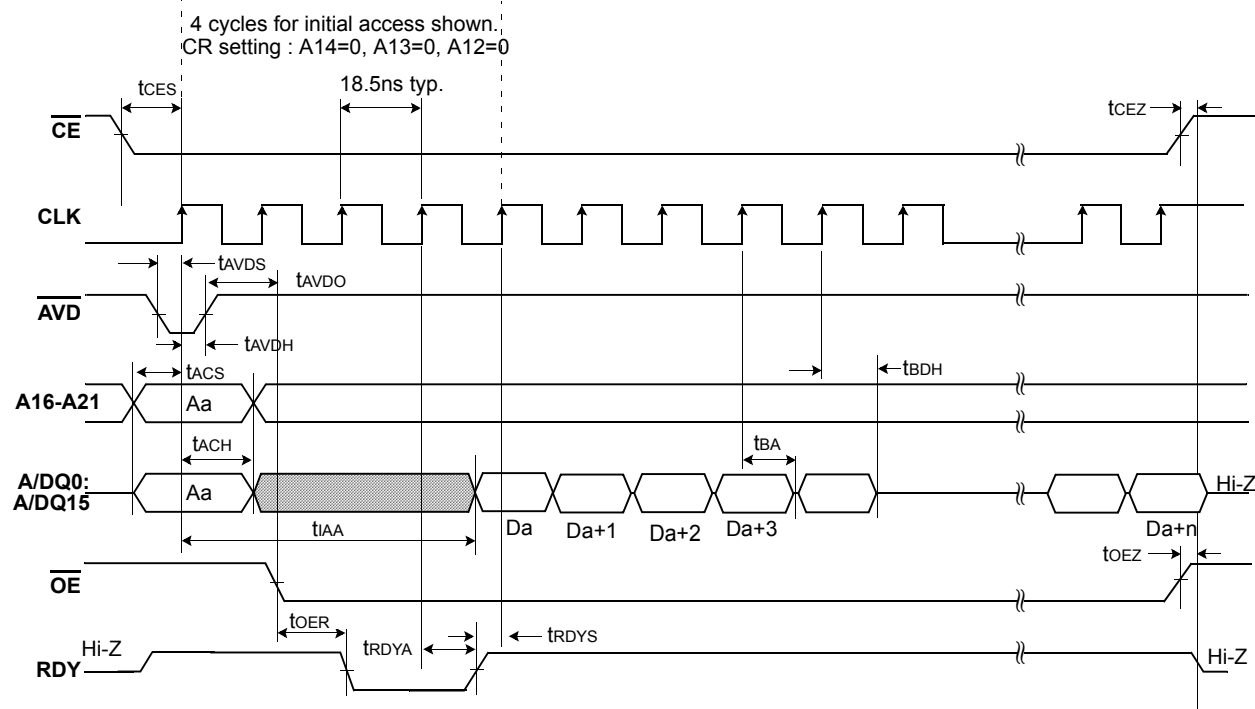 4 cycles for initial access shown.
CR setting : A14=0, A13=0, A12=0
tCES
18.5ns typ.
tCEZ
CE
CLK
tAVDS
tAVDO
AVD
tAVDH
tACS
tBDH
A16-A21
Aa
tACH
tBA
A/DQ0:
A/DQ15
Aa
Hi-Z
tIAA
Da
Da+1
Da+2
Da+3
Da+n
OE
tOEZ
tOER
tRDYA
tRDYS
Hi-Z
RDY
Hi-Z